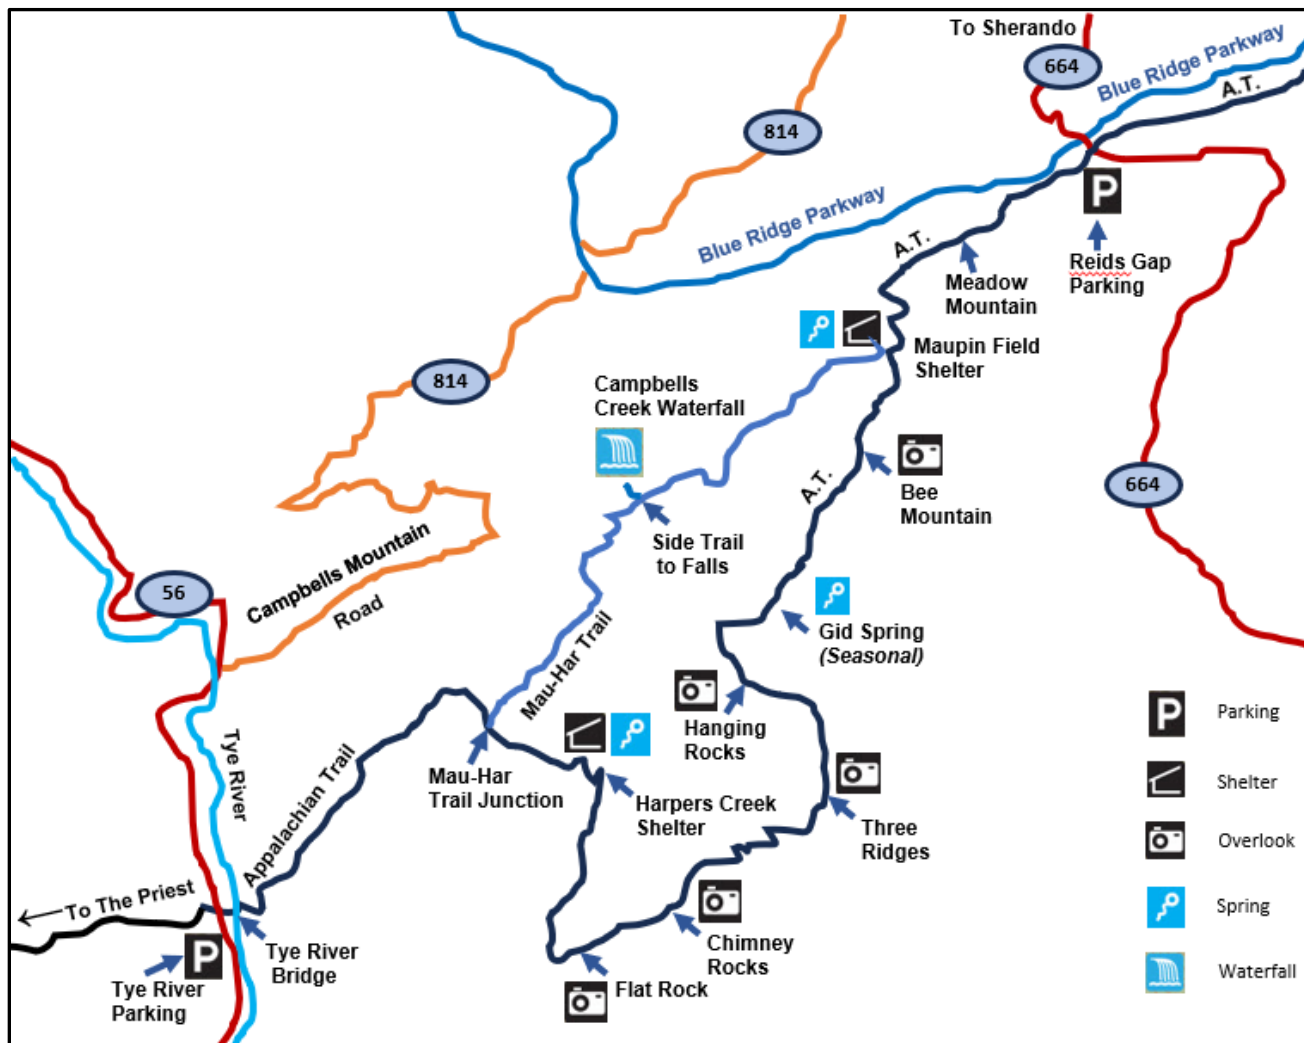 To Sherando
664
Blue Ridge Parkway
A.T.
814
Blue Ridge Parkway
A.T.
Reids Gap
Parking
Meadow
Mountain
Maupin Field
Shelter
814
Campbells
Creek Waterfall
Bee
Mountain
A.T.
664
Side Trail
to Falls
Campbells Mountain
Road
56
Gid Spring
(Seasonal)
Mau-Har Trail
Hanging
Rocks
Tye River
Appalachian Trail
Mau-Har
Trail Junction
Harpers Creek
Shelter
Three
Ridges
To The Priest
Tye River
Bridge
Chimney
Rocks
Tye River
Parking
Flat Rock
P
P
P
Parking
Shelter
Overlook
Spring
Waterfall